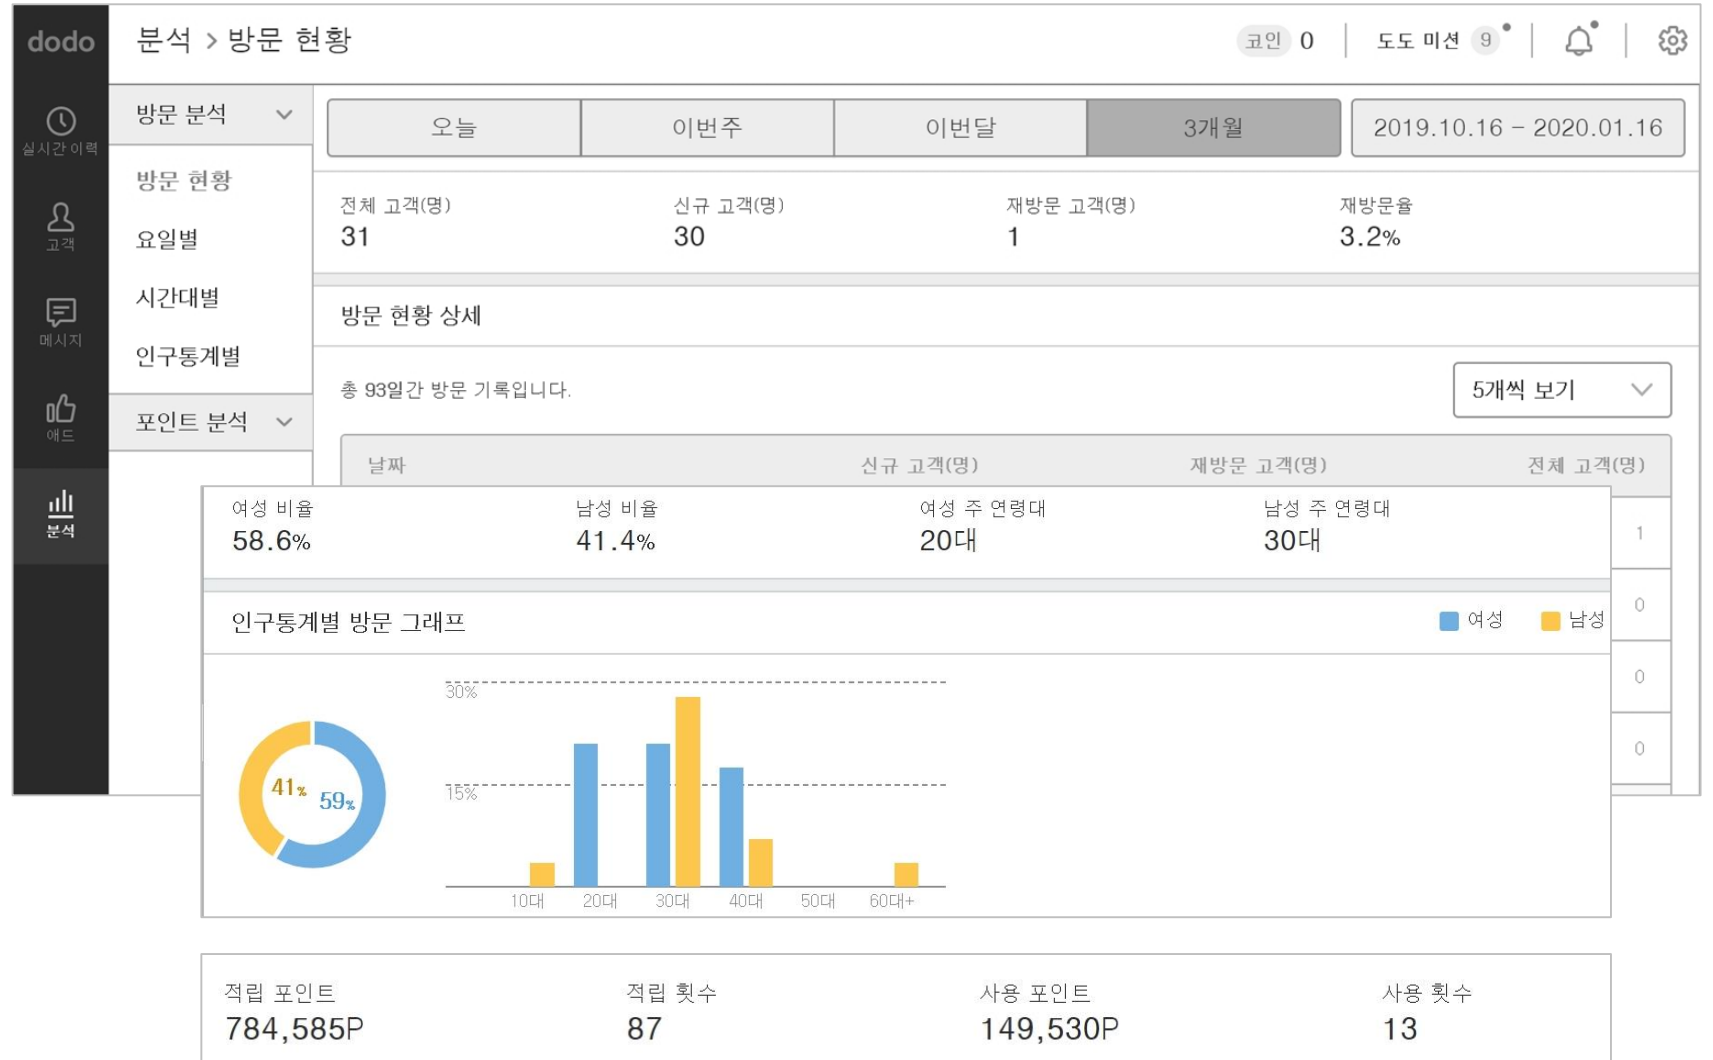 dodo
분석 > 방문 현황
코인 0
도도 미션 9
실시간 이력
고객
메시지
애드
분석
방문 분석
방문 현황
요일별
시간대별
인구통계별
포인트 분석
오늘
이번주
이번달
3개월
2019.10.16 - 2020.01.16
전체 고객(명)
31
신규 고객(명)
30
재방문 고객(명)
1
재방문율
3.2%
방문 현황 상세
총 93일간 방문 기록입니다.
5개씩 보기
날짜
신규 고객(명)
재방문 고객(명)
전체 고객(명)
1
0
0
0
여성 비율
58.6%
남성 비율
41.4%
여성 주 연령대
20대
남성 주 연령대
30대
인구통계별 방문 그래프
여성
남성
41%
59%
30%
15%
10대
20대
30대
40대
50대
60대+
적립 포인트
784,585P
적립 횟수
87
사용 포인트
149,530P
사용 횟수
13